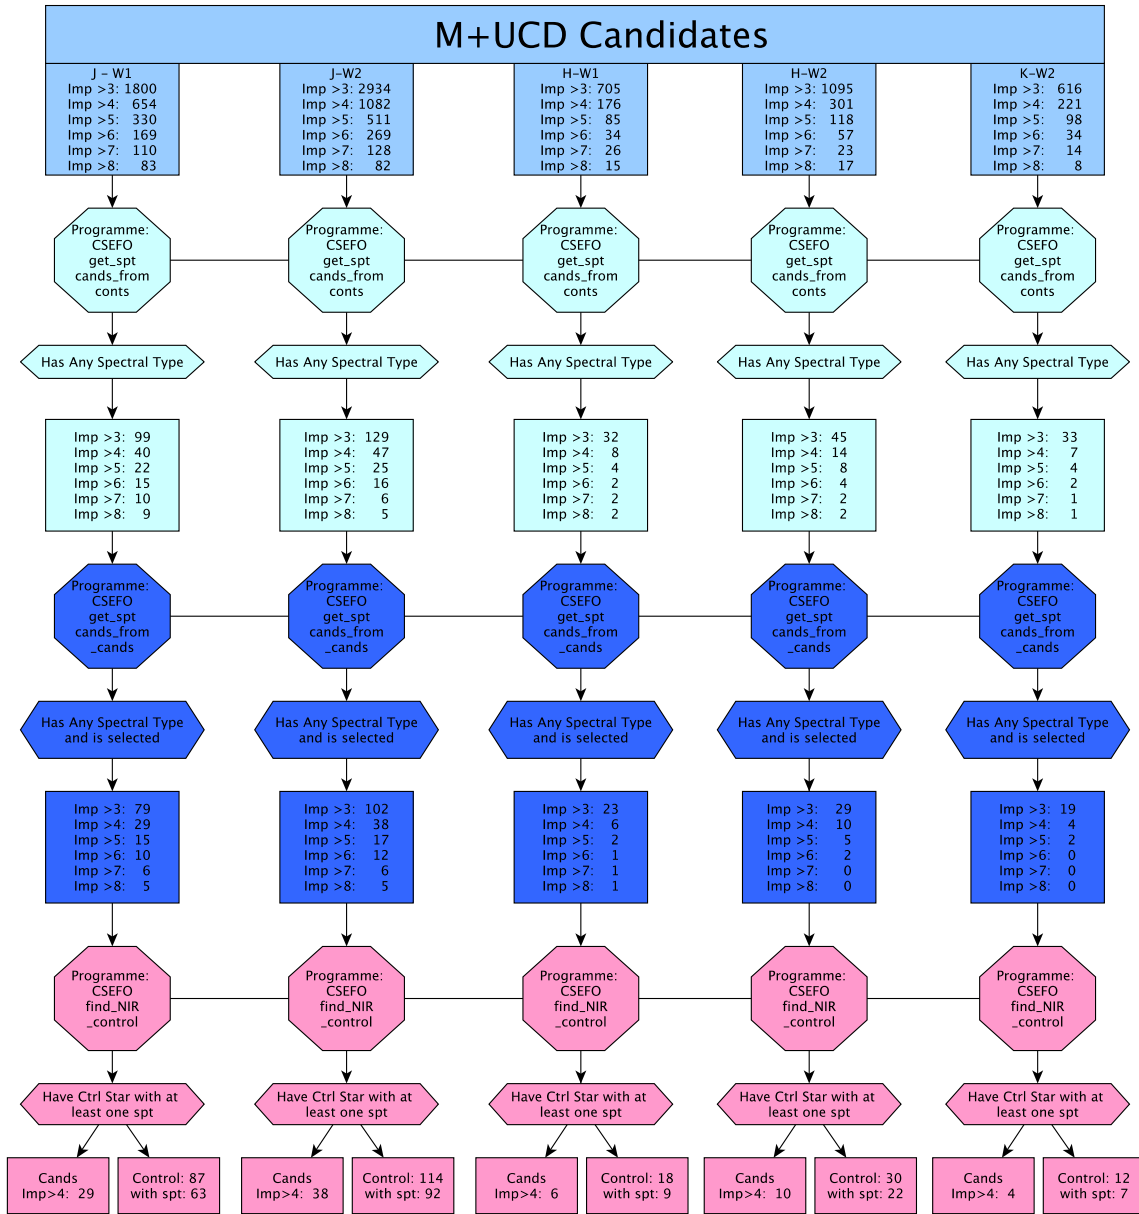 M+UCD Candidates
J - W1
Imp >3: 1800
Imp >4: 654
Imp >5: 330
Imp >6: 169
Imp >7: 110
Imp >8: 83
J-W2
Imp >3: 2934
Imp >4: 1082
Imp >5: 511
Imp >6: 269
Imp >7: 128
Imp >8: 82
H-W1
Imp >3: 705
Imp >4: 176
Imp >5: 85
Imp >6: 34
Imp >7: 26
Imp >8: 15
H-W2
Imp >3: 1095
Imp >4: 301
Imp >5: 118
Imp >6: 57
Imp >7: 23
Imp >8: 17
K-W2
Imp >3: 616
Imp >4: 221
Imp >5: 98
Imp >6: 34
Imp >7: 14
Imp >8: 8
Programme:
CSEFO
get_spt
cands_from
conts
Programme:
CSEFO
get_spt
cands_from
conts
Programme:
CSEFO
get_spt
cands_from
conts
Programme:
CSEFO
get_spt
cands_from
conts
Programme:
CSEFO
get_spt
cands_from
conts
Has Any Spectral Type
Has Any Spectral Type
Has Any Spectral Type
Has Any Spectral Type
Has Any Spectral Type
Imp >3: 99
Imp >4: 40
Imp >5: 22
Imp >6: 15
Imp >7: 10
Imp >8: 9
Imp >3: 129
Imp >4: 47
Imp >5: 25
Imp >6: 16
Imp >7: 6
Imp >8: 5
Imp >3: 32
Imp >4: 8
Imp >5: 4
Imp >6: 2
Imp >7: 2
Imp >8: 2
Imp >3: 45
Imp >4: 14
Imp >5: 8
Imp >6: 4
Imp >7: 2
Imp >8: 2
Imp >3: 33
Imp >4: 7
Imp >5: 4
Imp >6: 2
Imp >7: 1
Imp >8: 1
Programme:
CSEFO
get_spt
cands_from
_cands
Programme:
CSEFO
get_spt
cands_from
_cands
Programme:
CSEFO
get_spt
cands_from
_cands
Programme:
CSEFO
get_spt
cands_from
_cands
Programme:
CSEFO
get_spt
cands_from
_cands
Has Any Spectral Type
and is selected
Has Any Spectral Type
and is selected
Has Any Spectral Type
and is selected
Has Any Spectral Type
and is selected
Has Any Spectral Type
and is selected
Imp >3: 79
Imp >4: 29
Imp >5: 15
Imp >6: 10
Imp >7: 6
Imp >8: 5
Imp >3: 102
Imp >4: 38
Imp >5: 17
Imp >6: 12
Imp >7: 6
Imp >8: 5
Imp >3: 23
Imp >4: 6
Imp >5: 2
Imp >6: 1
Imp >7: 1
Imp >8: 1
Imp >3: 29
Imp >4: 10
Imp >5: 5
Imp >6: 2
Imp >7: 0
Imp >8: 0
Imp >3: 19
Imp >4: 4
Imp >5: 2
Imp >6: 0
Imp >7: 0
Imp >8: 0
Programme:
CSEFO
find_NIR
_control
Programme:
CSEFO
find_NIR
_control
Programme:
CSEFO
find_NIR
_control
Programme:
CSEFO
find_NIR
_control
Programme:
CSEFO
find_NIR
_control
Have Ctrl Star with at
least one spt
Have Ctrl Star with at
least one spt
Have Ctrl Star with at
least one spt
Have Ctrl Star with at
least one spt
Have Ctrl Star with at
least one spt
Cands
Imp>4: 29
Control: 87
with spt: 63
Cands
Imp>4: 38
Control: 114
with spt: 92
Cands
Imp>4: 6
Control: 18
with spt: 9
Cands
Imp>4: 10
Control: 30
with spt: 22
Cands
Imp>4: 4
Control: 12
with spt: 7